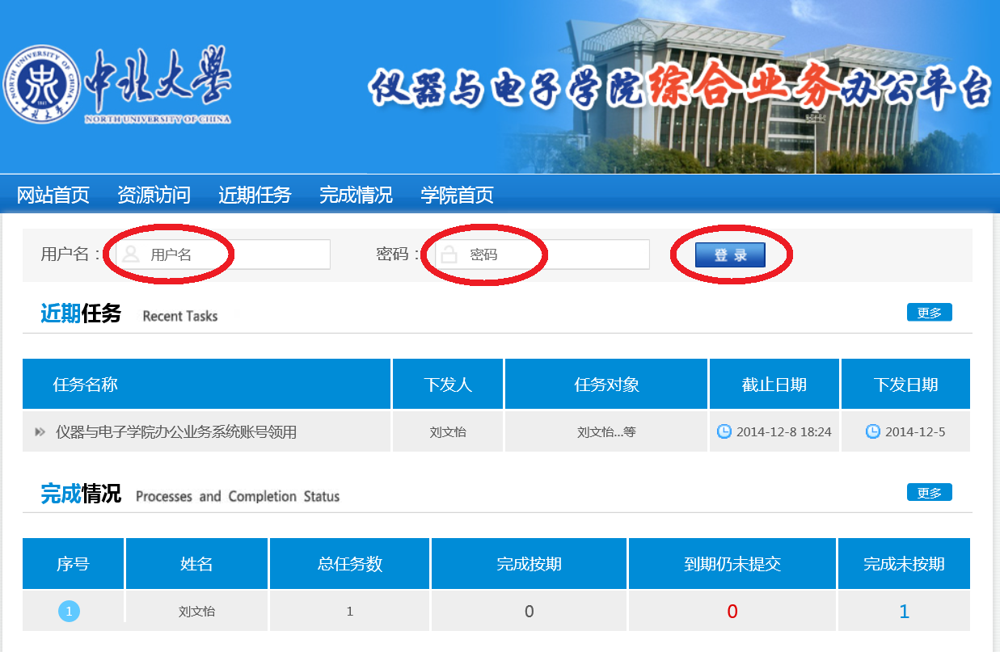 NORTH UNIVERSITY OF CHINA
中北大学
中北大学
NORTH UNIVERSITY OF CHINA
仪器与电子学院综合业务办公平台
网站首页 资源访问 近期任务 完成情况 学院首页
用户名： 用户名 密码： 密码 登 录
近期任务 Recent Tasks 更多
任务名称 下发人 任务对象 截止日期 下发日期
仪器与电子学院办公业务系统账号领用 刘文怡 刘文怡...等 2014-12-8 18:24 2014-12-5
完成情况 Processes and Completion Status 更多
序号 姓名 总任务数 完成按期 到期仍未提交 完成未按期
1 刘文怡 1 0 0 1